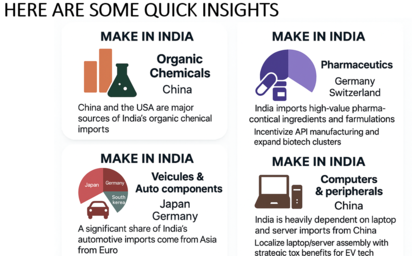 HERE ARE SOME QUICK INSIGHTS
MAKE IN INDIA
Organic
Chemicals
China
China and the USA are major
sources of India's organic chenical
imports
MAKE IN INDIA
Pharmaceutics
Germany
Switzerland
India imports high-value pharma-
contical ingredients and farmulations
Incentivize API manufacturing and
expand biotech clusters
MAKE IN INDIA
Japan
Germany
South
korea
Veicules &
Auto components
Japan
Germany
A significant share of India's
automotive imports come from Asia
from Euro
MAKE IN INDIA
Computers
& peripherals
China
India is heavily dependent on laptop
and server imports from China
Localize laptop/server assembly with
strategic tox benefits for EV tech